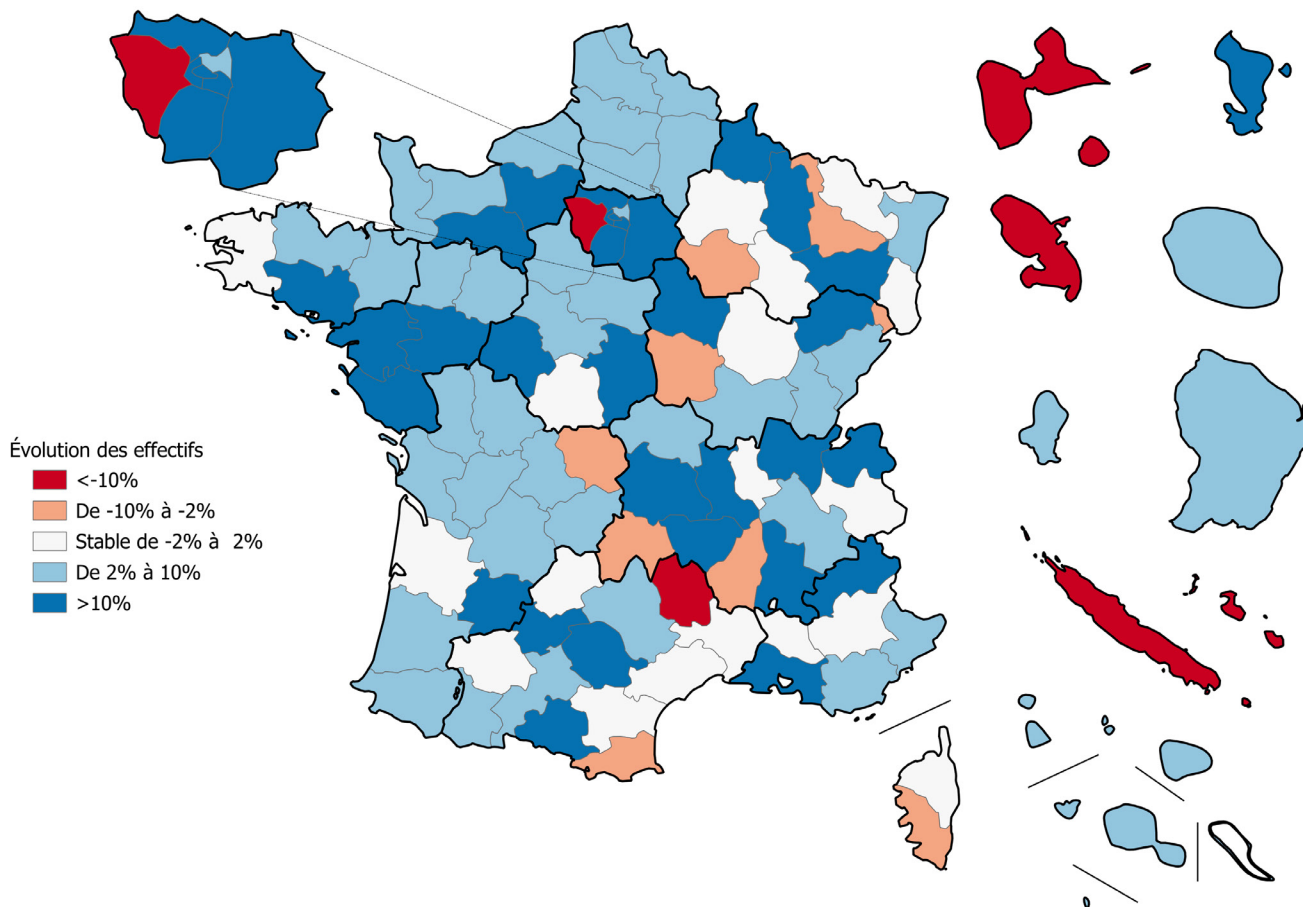 Évolution des effectifs
<-10%
De -10% à -2%
Stable de -2% à 2%
De 2% à 10%
>10%